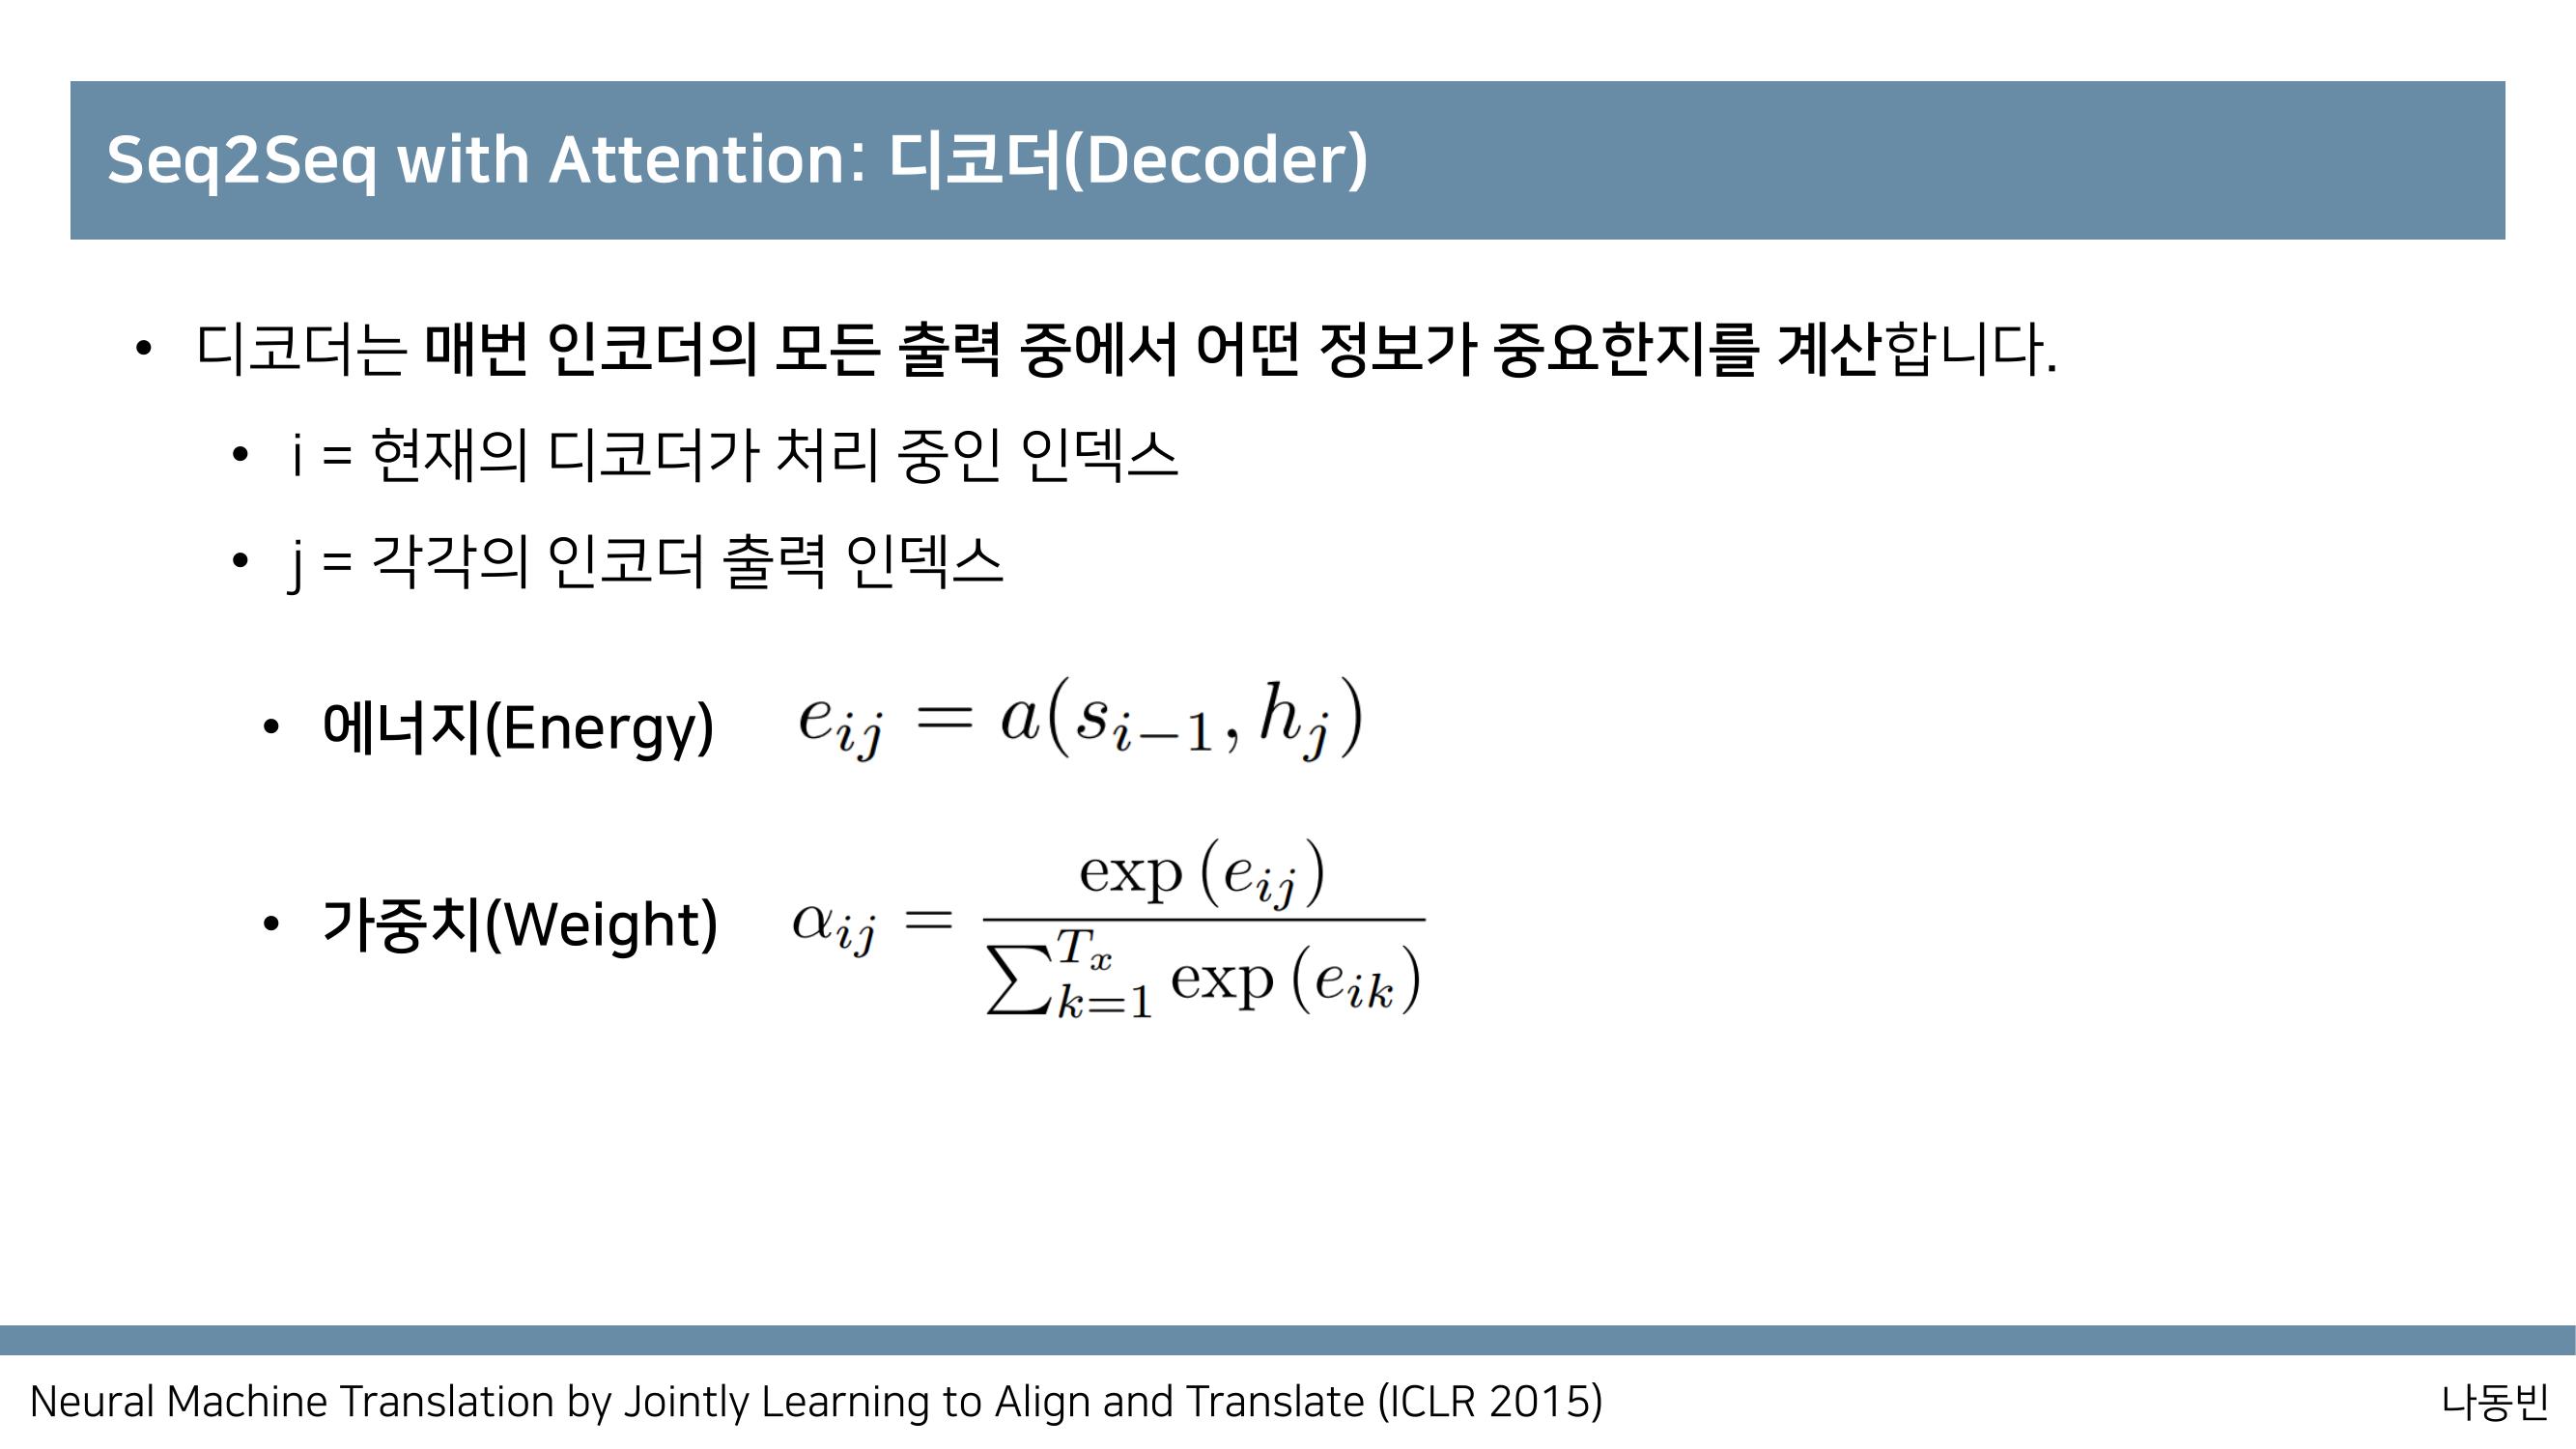 Seq2Seq with Attention: 디코더(Decoder)
• 디코더는 매번 인코더의 모든 출력 중에서 어떤 정보가 중요한지를 계산합니다.
• i = 현재의 디코더가 처리 중인 인덱스
• j = 각각의 인코더 출력 인덱스
• 에너지(Energy) $e_{ij} = a(s_{i-1}, h_j)$
• 가중치(Weight) $\alpha_{ij} = \frac{\exp(e_{ij})}{\sum_{k=1}^{T_x} \exp(e_{ik})}$
Neural Machine Translation by Jointly Learning to Align and Translate (ICLR 2015)
나동빈